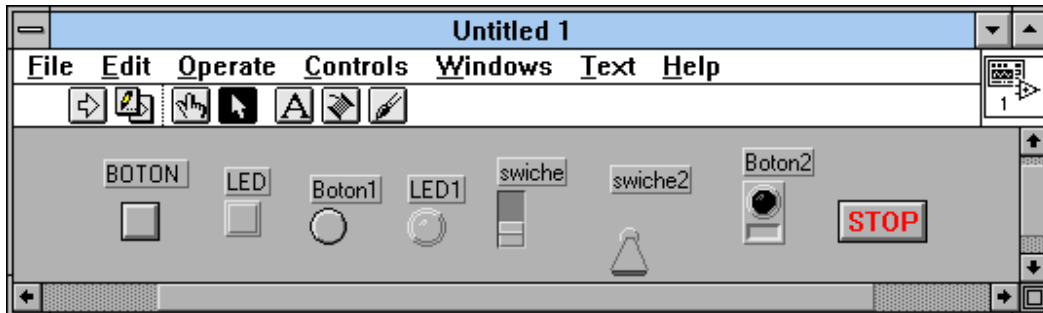 Untitled 1
File Edit Operate Controls Windows Text Help
A
1
BOTON LED Boton1 LED1 swiche swiche2 Boton2
STOP